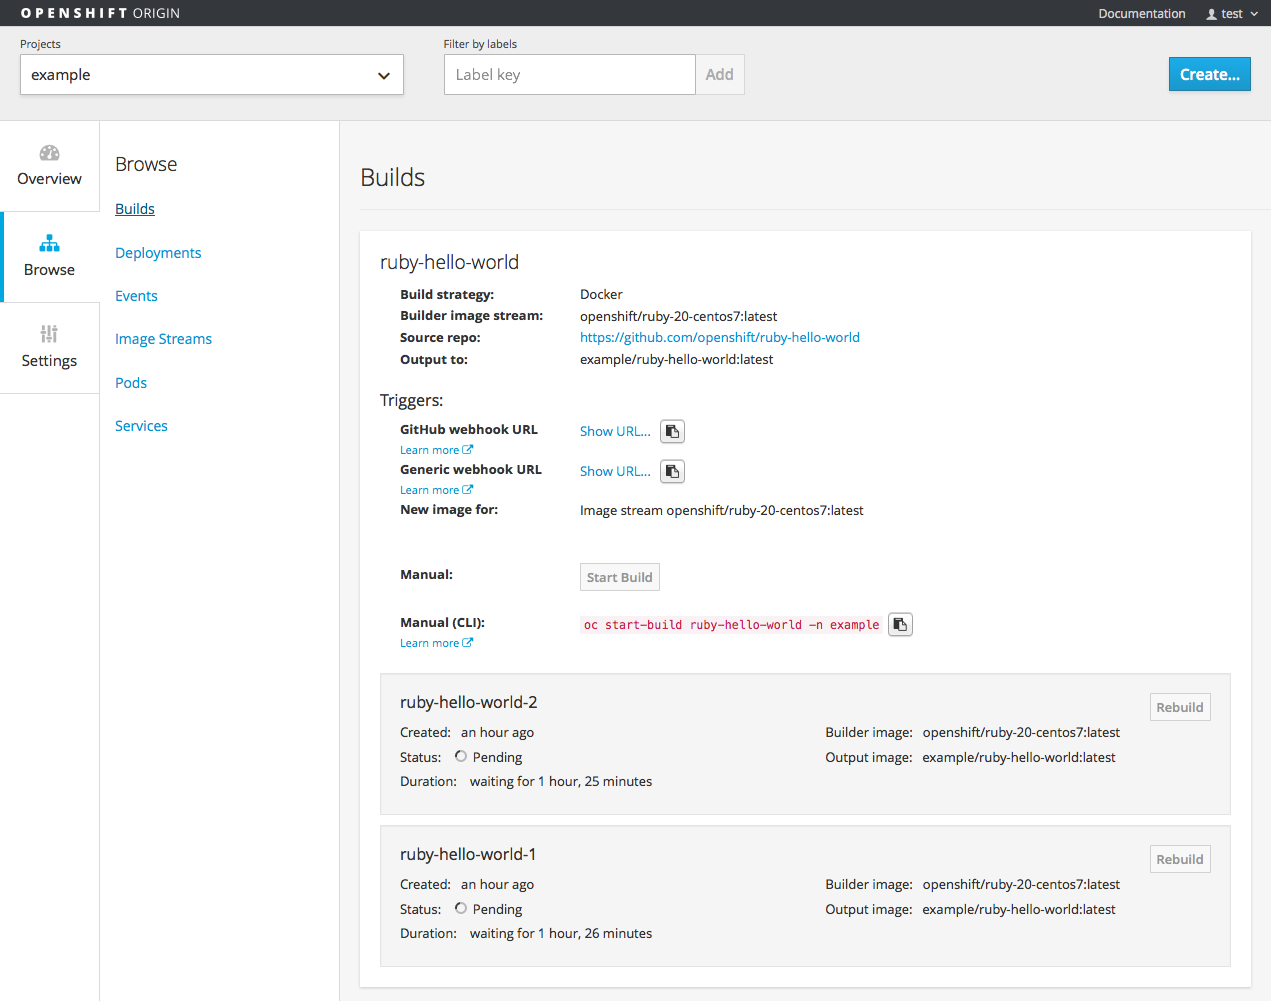 OPENSHIFT ORIGIN
Documentation
test
Projects
example
Filter by labels
Label key
Add
Create...
Overview
Browse
Settings
Browse
Builds
Deployments
Events
Image Streams
Pods
Services
Builds
ruby-hello-world
Build strategy: Docker
Builder image stream: openshift/ruby-20-centos7:latest
Source repo: https://github.com/openshift/ruby-hello-world
Output to: example/ruby-hello-world:latest
Triggers:
GitHub webhook URL Show URL...
Learn more
Generic webhook URL Show URL...
Learn more
New image for: Image stream openshift/ruby-20-centos7:latest
Manual: Start Build
Manual (CLI): oc start-build ruby-hello-world -n example
Learn more
ruby-hello-world-2
Rebuild
Created: an hour ago
Builder image: openshift/ruby-20-centos7:latest
Status: Pending
Output image: example/ruby-hello-world:latest
Duration: waiting for 1 hour, 25 minutes
ruby-hello-world-1
Rebuild
Created: an hour ago
Builder image: openshift/ruby-20-centos7:latest
Status: Pending
Output image: example/ruby-hello-world:latest
Duration: waiting for 1 hour, 26 minutes